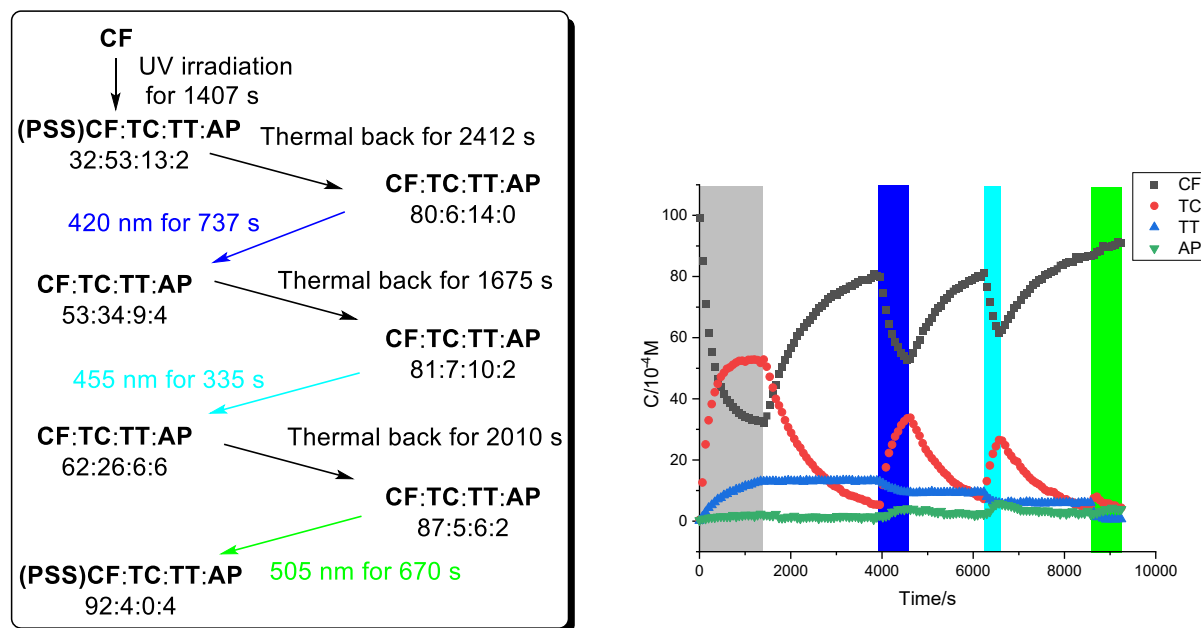 CF
UV irradiation
for 1407 s
(PSS)CF:TC:TT:AP
32:53:13:2
Thermal back for 2412 s
CF:TC:TT:AP
80:6:14:0
420 nm for 737 s
CF:TC:TT:AP
53:34:9:4
Thermal back for 1675 s
CF:TC:TT:AP
81:7:10:2
455 nm for 335 s
CF:TC:TT:AP
62:26:6:6
Thermal back for 2010 s
CF:TC:TT:AP
87:5:6:2
505 nm for 670 s
(PSS)CF:TC:TT:AP
92:4:0:4
C/10⁻⁴M
100
80
60
40
20
0
0
2000
4000
6000
8000
10000
Time/s
CF
TC
TT
AP